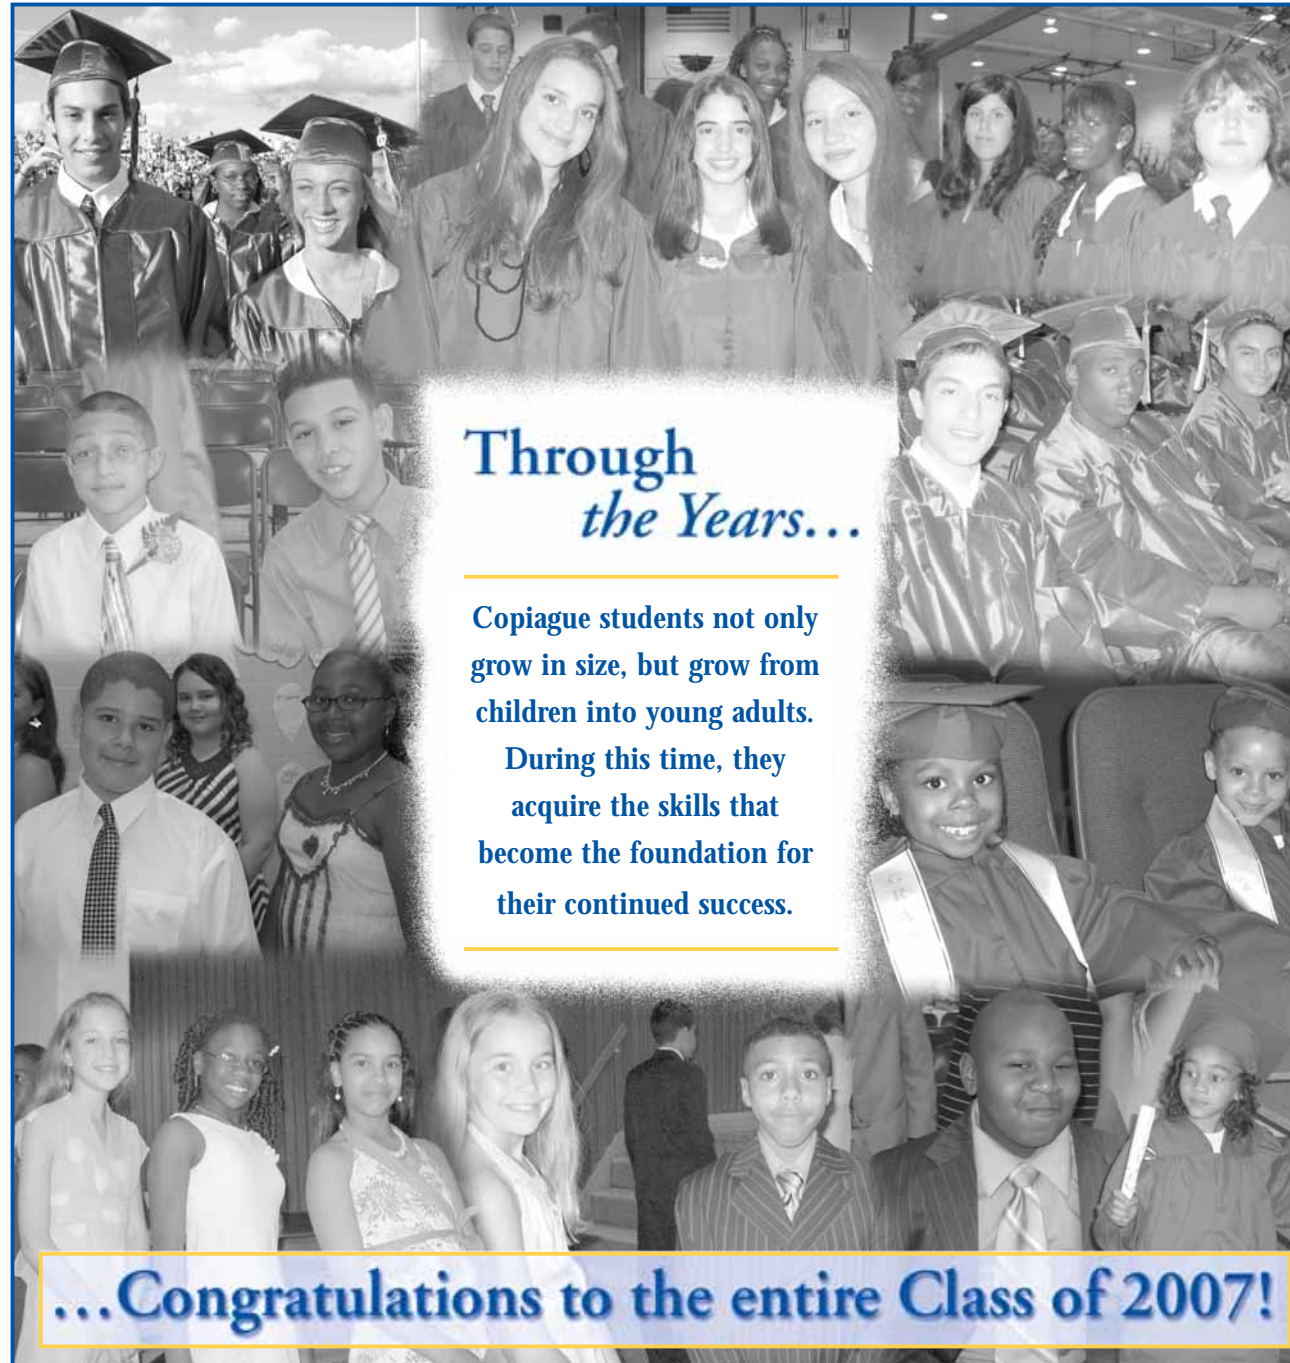 Through
the Years…
Copiague students not only
grow in size, but grow from
children into young adults.
During this time, they
acquire the skills that
become the foundation for
their continued success.
…Congratulations to the entire Class of 2007!